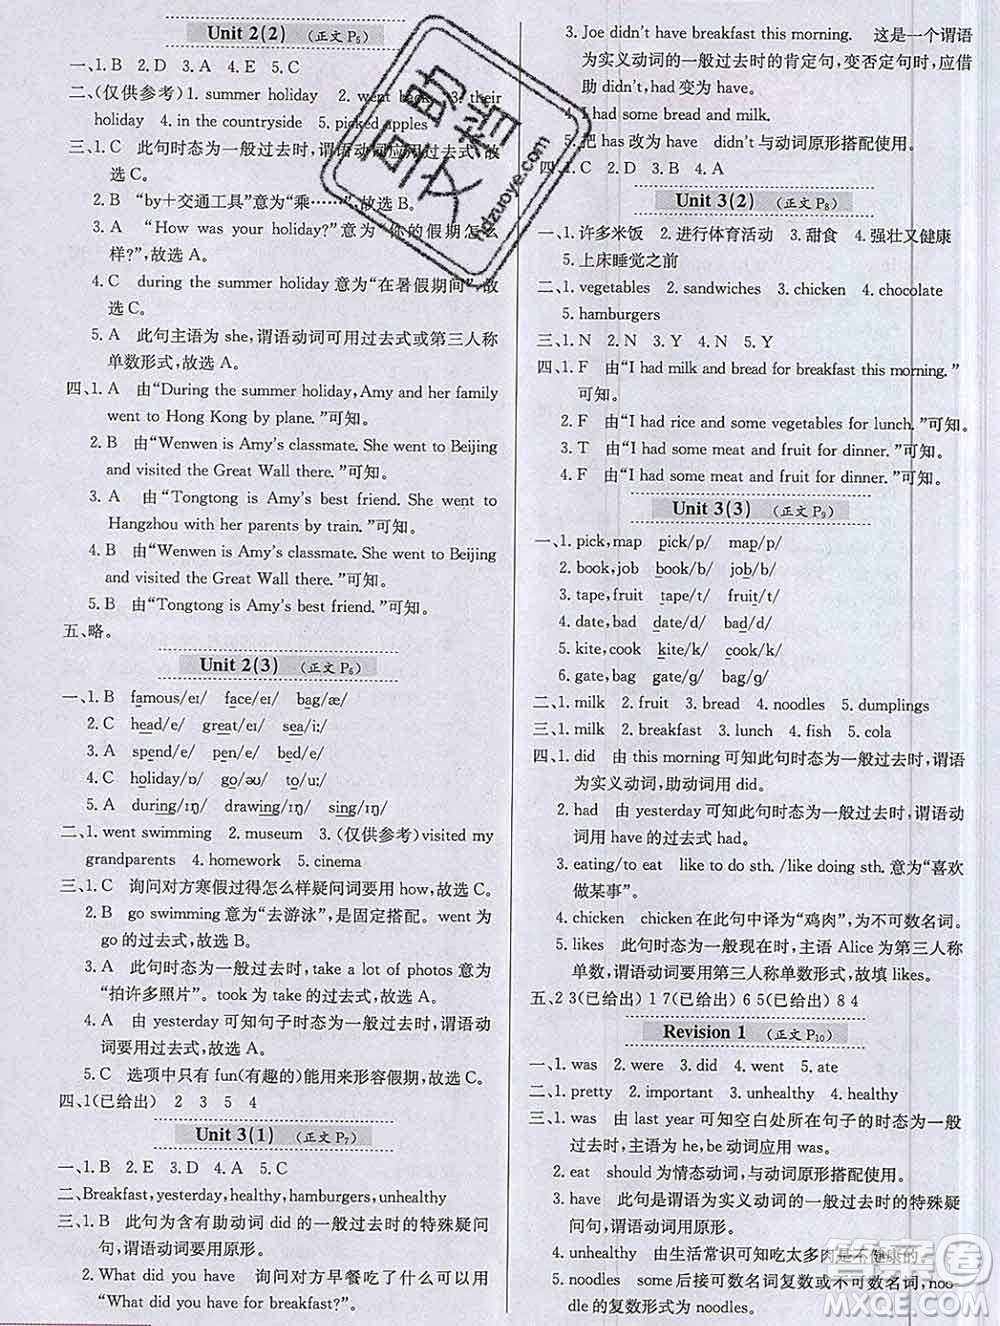 Unit 2(2) (正文 P5)
一、1. B 2. D 3. A 4. E 5. C
二、(仅供参考)1. summer holiday 2. went back 3. their
holiday 4. in the countryside 5. picked apples
三、1. C 此句时态为一般过去时,谓语动词应用过去式,故
选 C。
2. B “by+交通工具”意为“乘……”,故选 B。
3. A “How was your holiday?”意为“你的假期怎么
样?”,故选 A。
4. C during the summer holiday 意为“在暑假期间”,故
选 C。
5. A 此句主语为 she,谓语动词可用过去式或第三人称
单数形式,故选 A。
四、1. A 由“During the summer holiday, Amy and her family
went to Hong Kong by plane. ”可知。
2. B 由“Wenwen is Amy’s classmate. She went to Beijing
and visited the Great Wall there. ”可知。
3. A 由“Tongtong is Amy’s best friend. She went to
Hangzhou with her parents by train. ”可知。
4. B 由“Wenwen is Amy’s classmate. She went to Beijing
and visited the Great Wall there. ”可知。
5. B 由“Tongtong is Amy’s best friend. ”可知。
五、略。
Unit 2(3) (正文 P6)
一、1. B famous/eɪ/ face/eɪ/ bag/æ/
2. C head/e/ great/eɪ/ sea/iː/
3. A spend/e/ pen/e/ bed/e/
4. C holiday/ɒ/ go/əʊ/ to/uː/
5. A during/ɪŋ/ drawing/ɪŋ/ sing/ɪŋ/
二、1. went swimming 2. museum 3. (仅供参考)visited my
grandparents 4. homework 5. cinema
三、1. C 询问对方寒假过得怎么样疑问词要用 how,故选 C。
2. B go swimming 意为“去游泳”,是固定搭配。went 为
go 的过去式,故选 B。
3. A 此句时态为一般过去时,take a lot of photos 意为
“拍许多照片”。took 为 take 的过去式,故选 A。
4. A 由 yesterday 可知句子时态为一般过去时,谓语动
词要用过去式,故选 A。
5. C 选项中只有 fun(有趣的)能用来形容假期,故选 C。
四、1(已给出) 2 3 5 4
Unit 3(1) (正文 P7)
一、1. B 2. E 3. D 4. A 5. C
二、Breakfast, yesterday, healthy, hamburgers, unhealthy
三、1. B 此句为含有助动词 did 的一般过去时的特殊疑问
句,谓语动词要用原形。
2. What did you have 询问对方早餐吃了什么可以用
“What did you have for breakfast?”。
3. Joe didn’t have breakfast this morning. 这是一个谓语
为实义动词的一般过去时的肯定句,变否定句时,应借
助 didn’t, had 变为 have。
I had some bread and milk.
5. 把 has 改为 have didn’t 与动词原形搭配使用。
四、1. C 2. D 3. B 4. A
Unit 3(2) (正文 P8)
一、1. 许多米饭 2. 进行体育活动 3. 甜食 4. 强壮又健康
5. 上床睡觉之前
二、1. vegetables 2. sandwiches 3. chicken 4. chocolate
5. hamburgers
三、1. N 2. N 3. Y 4. N 5. Y
四、1. F 由“I had milk and bread for breakfast this morning. ”
可知。
2. F 由“I had rice and some vegetables for lunch. ”可知。
3. T 由“I had some meat and fruit for dinner. ”可知。
4. F 由“I had some meat and fruit for dinner. ”可知。
Unit 3(3) (正文 P9)
一、1. pick, map pick/p/ map/p/
2. book, job book/b/ job/b/
3. tape, fruit tape/t/ fruit/t/
4. date, bad date/d/ bad/d/
5. kite, cook kite/k/ cook/k/
6. gate, bag gate/g/ bag/g/
二、1. milk 2. fruit 3. bread 4. noodles 5. dumplings
三、1. milk 2. breakfast 3. lunch 4. fish 5. cola
四、1. did 由 this morning 可知此句时态为一般过去时,谓语
为实义动词,助动词用 did。
2. had 由 yesterday 可知此句时态为一般过去时,谓语动
词用 have 的过去式 had。
3. eating/to eat like to do sth. /like doing sth. 意为“喜欢
做某事”。
4. chicken chicken 在此句中译为“鸡肉”,为不可数名词。
5. likes 此句时态为一般现在时,主语 Alice 为第三人称
单数,谓语动词要用第三人称单数形式,故填 likes。
五、2 3(已给出) 1 7(已给出) 6 5(已给出) 8 4
Revision 1 (正文 P10)
一、1. was 2. were 3. did 4. had 5. ate
二、1. pretty 2. interesting 3. unhealthy 4. healthy
三、1. was 由 last year 可知空白处所在句子的时态为一般
过去时,主语为 he, be 动词应用 was。
2. eat should 为情态动词,与动词原形搭配使用。
3. have 此句是谓语为实义动词的一般过去时的特殊疑
问句,谓语动词用原形。
4. unhealthy 由生活常识可知吃太多肉是不健康的。
5. noodles some 后接可数名词复数或不可数名词, noo-
dle 的复数形式为 noodles。
MXQE.COM